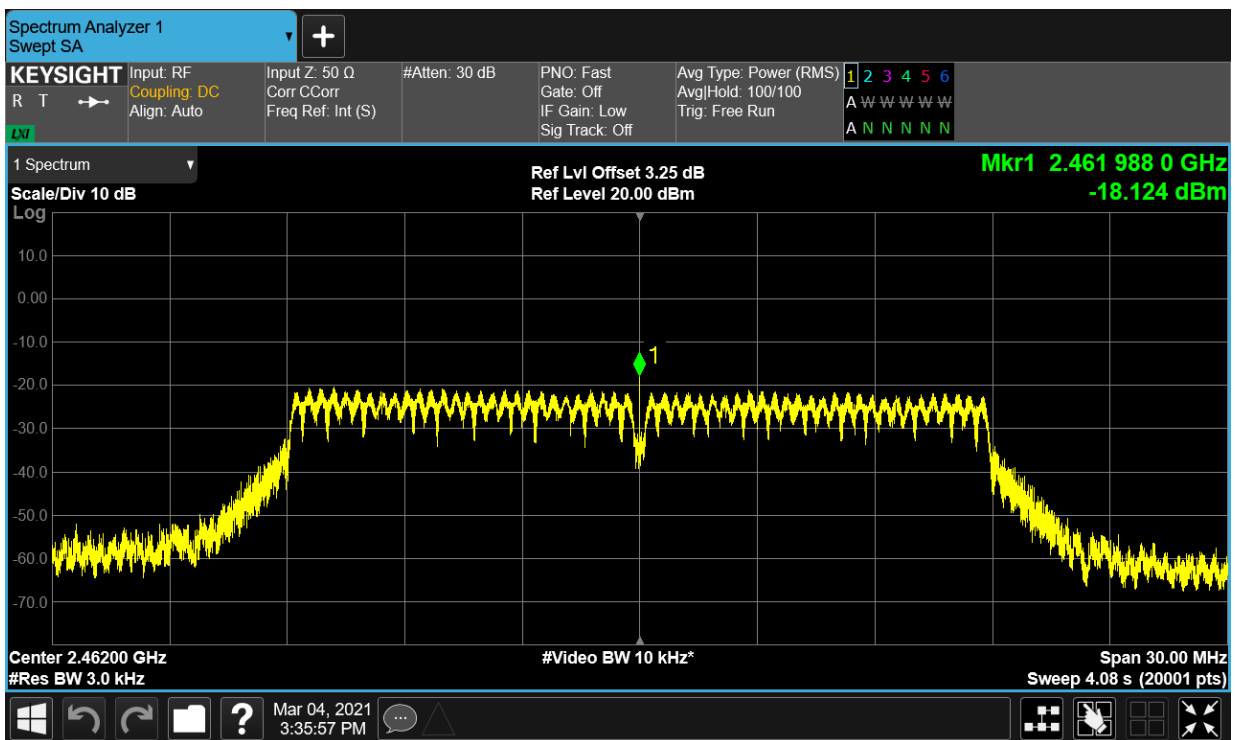 Spectrum Analyzer 1
Swept SA
+
KEYSIGHT
R T
LXI
Input: RF
Coupling: DC
Align: Auto
Input Z: 50 Ω
Corr CCorr
Freq Ref: Int (S)
#Atten: 30 dB
PNO: Fast
Gate: Off
IF Gain: Low
Sig Track: Off
Avg Type: Power (RMS)
Avg|Hold: 100/100
Trig: Free Run
1 2 3 4 5 6
A W W W W W
A N N N N N
1 Spectrum
Scale/Div 10 dB
Ref Lvl Offset 3.25 dB
Ref Level 20.00 dBm
Mkr1 2.461 988 0 GHz
-18.124 dBm
Log
10.0
0.00
-10.0
1
-20.0
-30.0
-40.0
-50.0
-60.0
-70.0
Center 2.46200 GHz
#Video BW 10 kHz*
Span 30.00 MHz
#Res BW 3.0 kHz
Sweep 4.08 s (20001 pts)
?
Mar 04, 2021
3:35:57 PM